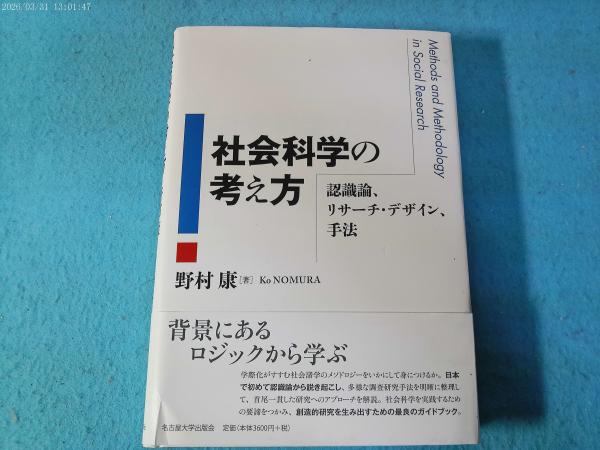 2026/03/31 13:01:47
Methods and Methodology
in Social Research
社会科学の
考え方
認識論、
リサーチ・デザイン、
手法
野村 康 [著] Ko NOMURA
背景にある
ロジックから学ぶ
学際化がすすむ社会科学のメソドロジーをいかにして身につけるか。日本
で初めて認識論から説き起こし、多様な調査研究手法を明晰に整理し
て、首尾一貫した研究へのアプローチを解説。社会科学を実践するため
の要諦をつかみ、創造的研究を生み出すための最良のガイドブック。
名古屋大学出版会 定価(本体3600円+税)